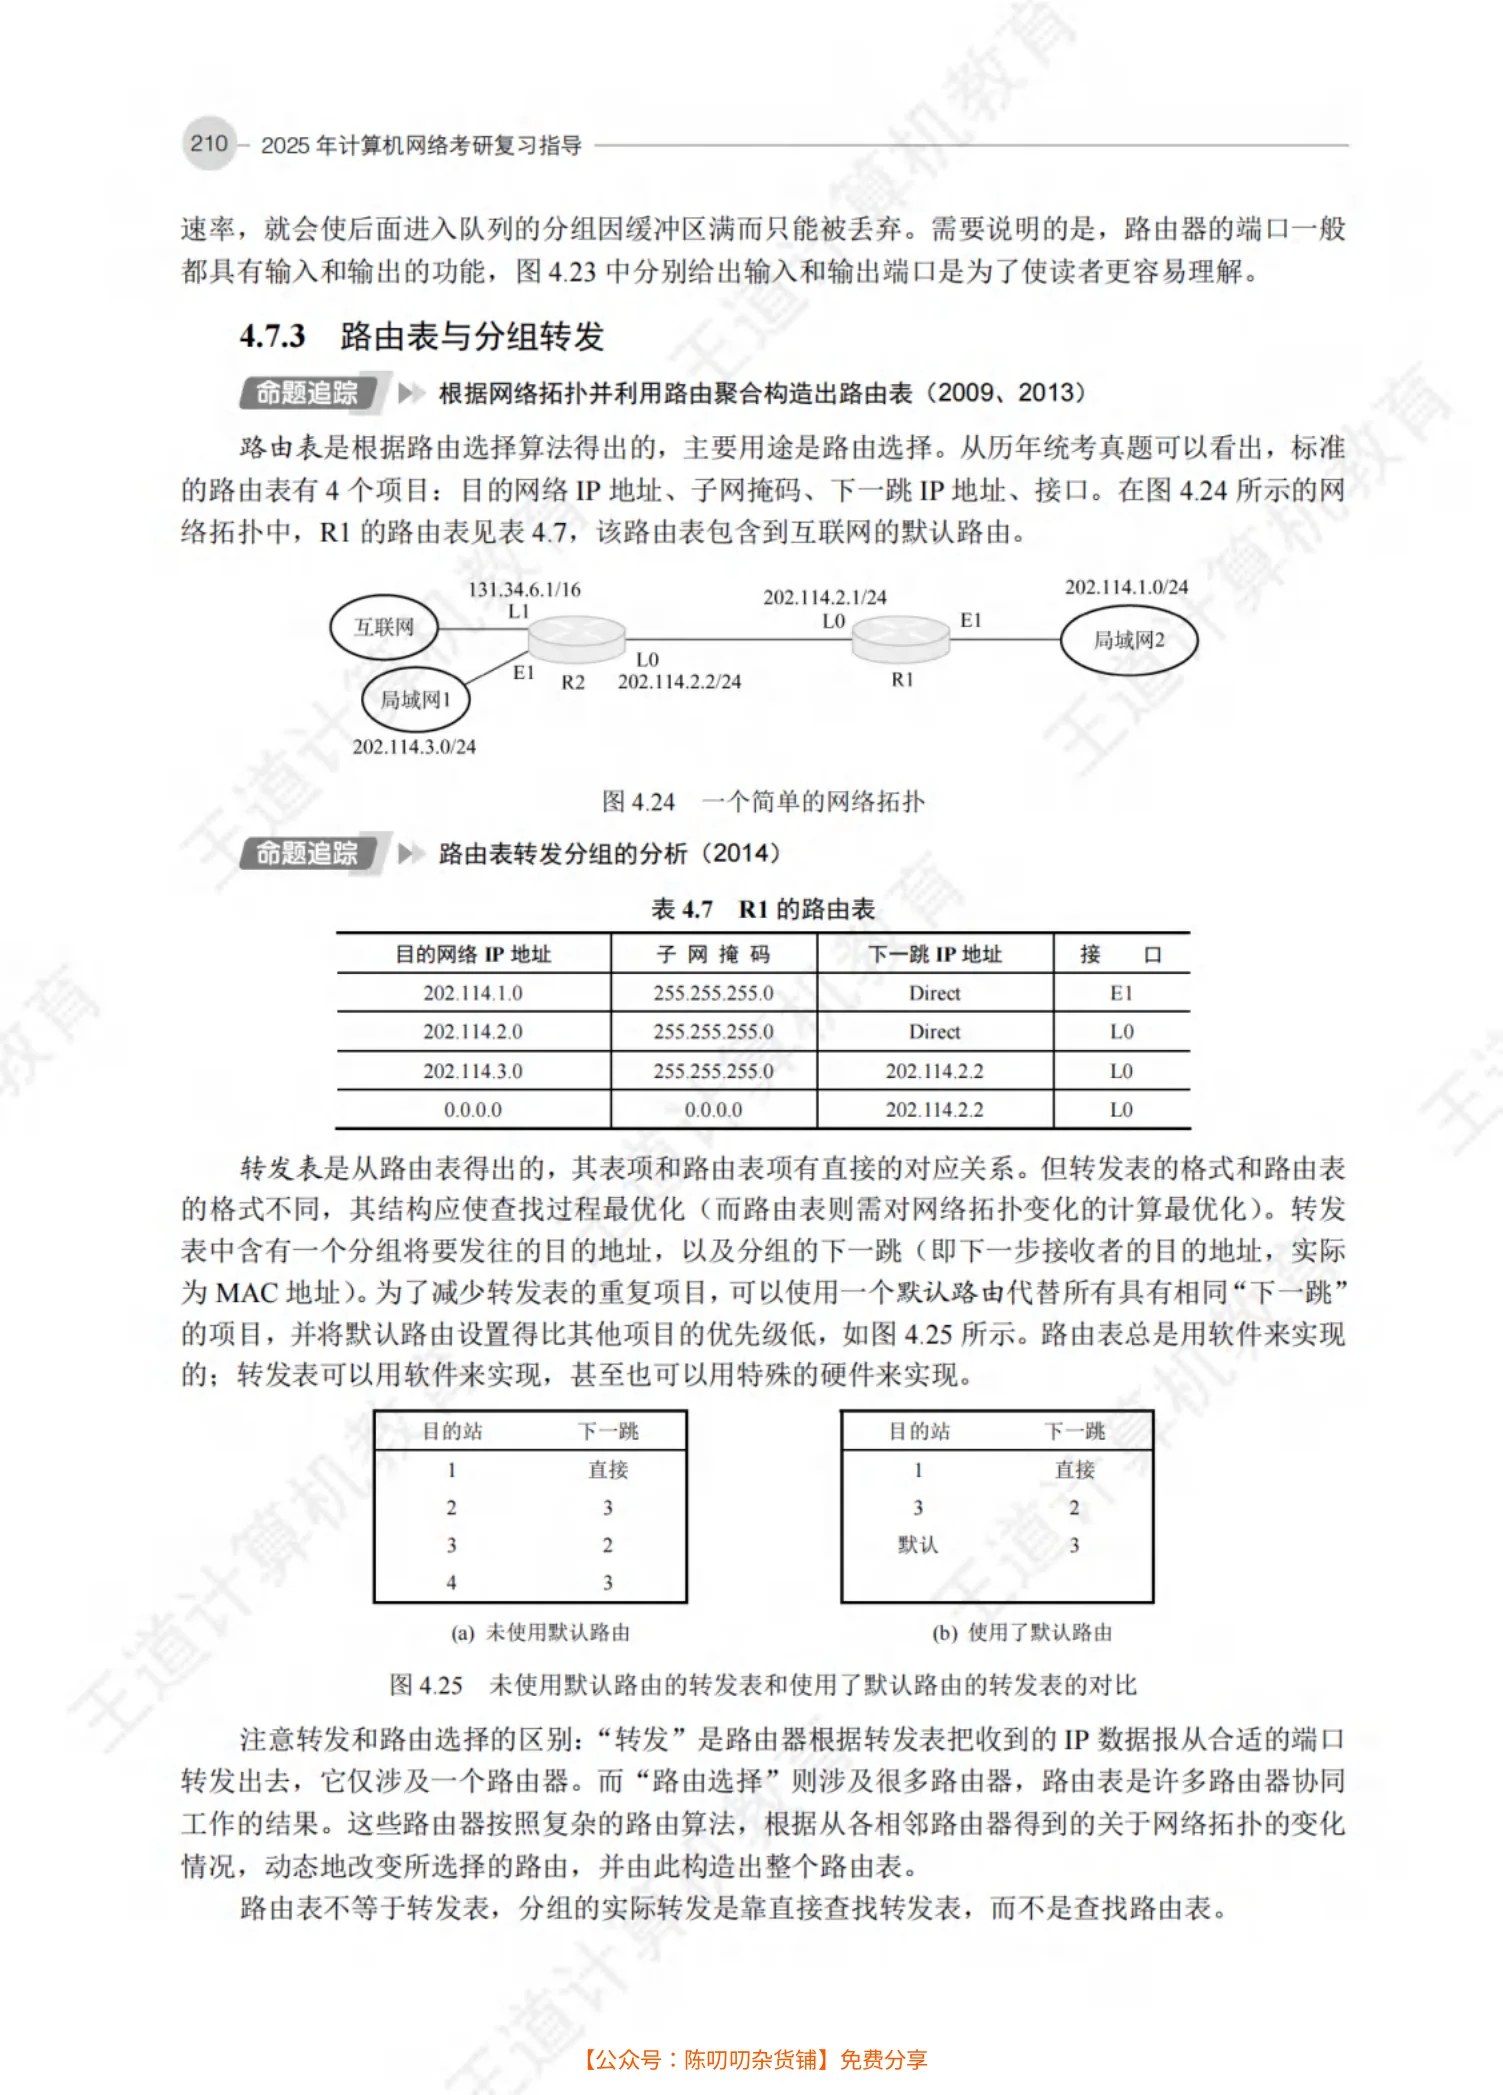 210 2025 年计算机网络考研复习指导
速率，就会使后面进入队列的分组因缓冲区满而只能被丢弃。需要说明的是，路由器的端口一般
都具有输入和输出的功能，图 4.23 中分别给出输入和输出端口是为了使读者更容易理解。
4.7.3 路由表与分组转发
命题追踪 根据网络拓扑并利用路由聚合构造出路由表（2009、2013）
路由表是根据路由选择算法得出的，主要用途是路由选择。从历年统考真题可以看出，标准
的路由表有 4 个项目：目的网络 IP 地址、子网掩码、下一跳 IP 地址、接口。在图 4.24 所示的网
络拓扑中，R1 的路由表见表 4.7，该路由表包含到互联网的默认路由。
131.34.6.1/16
L1
互联网
E1
局域网1
202.114.3.0/24
R2
L0
202.114.2.2/24
202.114.2.1/24
L0
R1
E1
202.114.1.0/24
局域网2
图 4.24 一个简单的网络拓扑
命题追踪 路由表转发分组的分析（2014）
表 4.7 R1 的路由表
目的网络 IP 地址 子 网 掩 码 下一跳 IP 地址 接 口
202.114.1.0 255.255.255.0 Direct E1
202.114.2.0 255.255.255.0 Direct L0
202.114.3.0 255.255.255.0 202.114.2.2 L0
0.0.0.0 0.0.0.0 202.114.2.2 L0
转发表是从路由表得出的，其表项和路由表项有直接的对应关系。但转发表的格式和路由表
的格式不同，其结构应使查找过程最优化（而路由表则需对网络拓扑变化的计算最优化）。转发
表中含有一个分组将要发往的目的地址，以及分组的下一跳（即下一步接收者的目的地址，实际
为 MAC 地址）。为了减少转发表的重复项目，可以使用一个默认路由代替所有具有相同“下一跳”
的项目，并将默认路由设置得比其他项目的优先级低，如图 4.25 所示。路由表总是用软件来实现
的；转发表可以用软件来实现，甚至也可以用特殊的硬件来实现。
目的站 下一跳
1 直接
2 3
3 2
4 3
(a) 未使用默认路由
目的站 下一跳
1 直接
3 2
默认 3
(b) 使用了默认路由
图 4.25 未使用默认路由的转发表和使用了默认路由的转发表的对比
注意转发和路由选择的区别：“转发”是路由器根据转发表把收到的 IP 数据报从合适的端口
转发出去，它仅涉及一个路由器。而“路由选择”则涉及很多路由器，路由表是许多路由器协同
工作的结果。这些路由器按照复杂的路由算法，根据从各相邻路由器得到的关于网络拓扑的变化
情况，动态地改变所选择的路由，并由此构造出整个路由表。
路由表不等于转发表，分组的实际转发是靠直接查找转发表，而不是查找路由表。
【公众号：陈叨叨杂货铺】免费分享
王道计算机教育